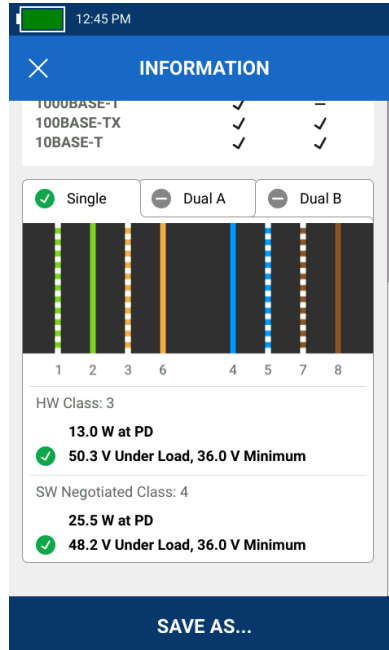 12:45 PM
INFORMATION
1000BASE-T ✓ –
100BASE-TX ✓ ✓
10BASE-T ✓ ✓
Single Dual A Dual B
1 2 3 6 4 5 7 8
HW Class: 3
13.0 W at PD
50.3 V Under Load, 36.0 V Minimum
SW Negotiated Class: 4
25.5 W at PD
48.2 V Under Load, 36.0 V Minimum
SAVE AS...